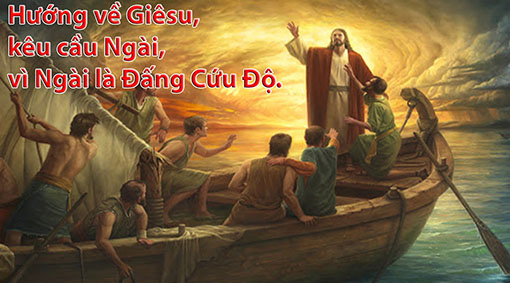 Hướng về Giêsu,
kêu cầu Ngài,
vì Ngài là Đấng Cứu Độ.